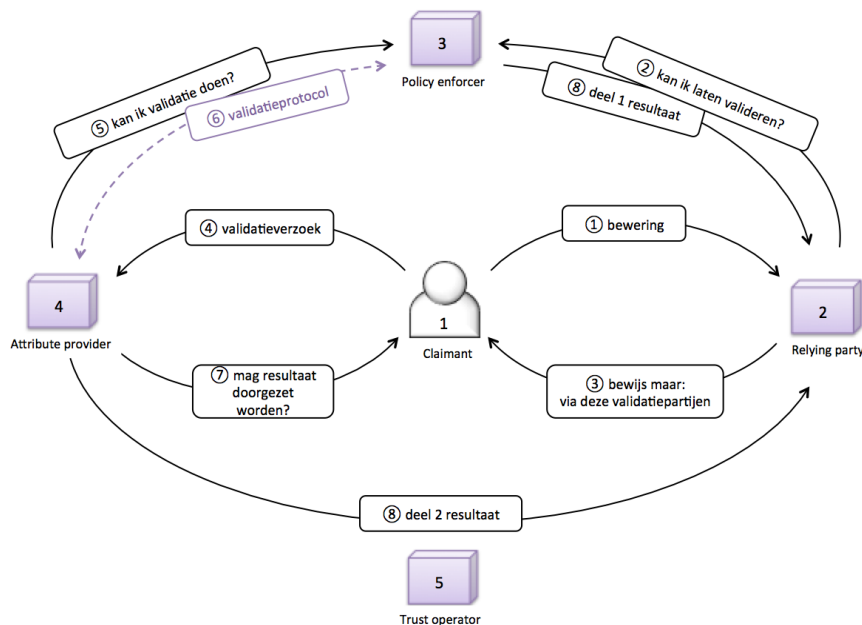 3
Policy enforcer
② kan ik laten valideren?
⑧ deel 1 resultaat
⑤ kan ik validatie doen?
⑥ validatieprotocol
④ validatieverzoek
① bewering
4
Attribute provider
1
Claimant
2
Relying party
⑦ mag resultaat
doorgezet
worden?
③ bewijs maar:
via deze validatiepartijen
⑧ deel 2 resultaat
5
Trust operator